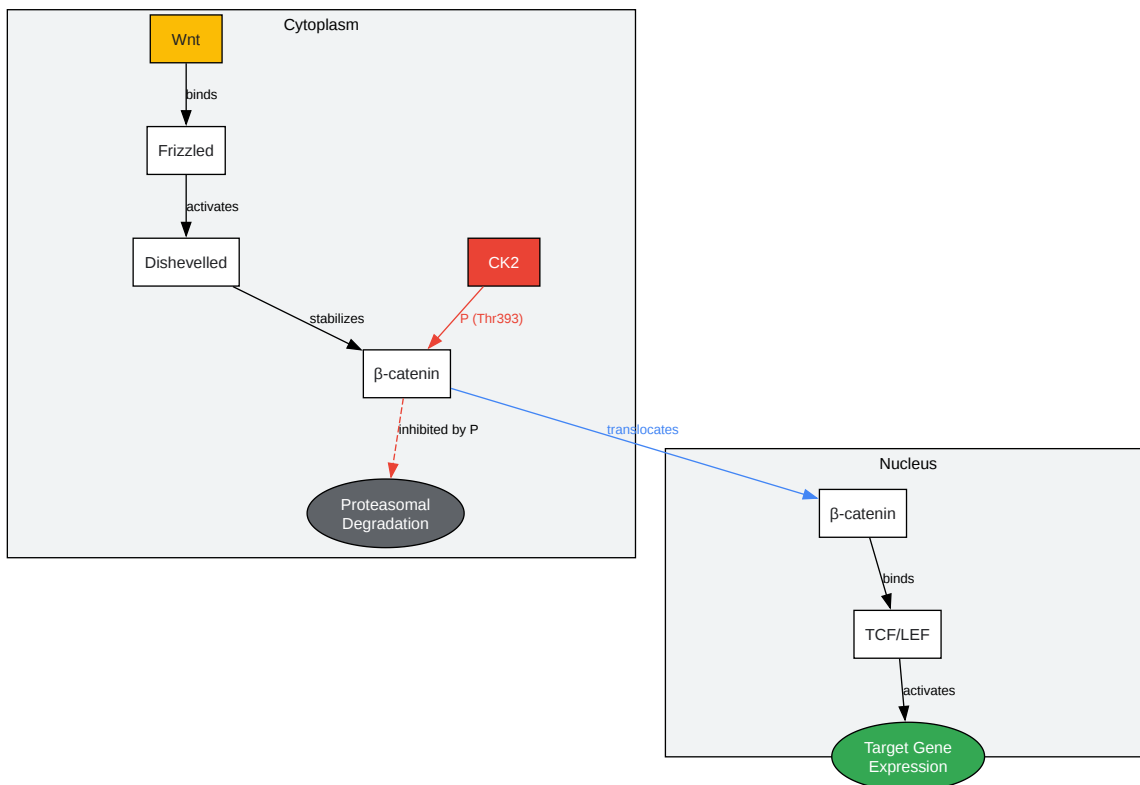 Cytoplasm
Wnt
binds
Frizzled
activates
Dishevelled
CK2
stabilizes
P (Thr393)
β-catenin
inhibited by P
translocates
Proteasomal
Degradation
Nucleus
β-catenin
binds
TCF/LEF
activates
Target Gene
Expression